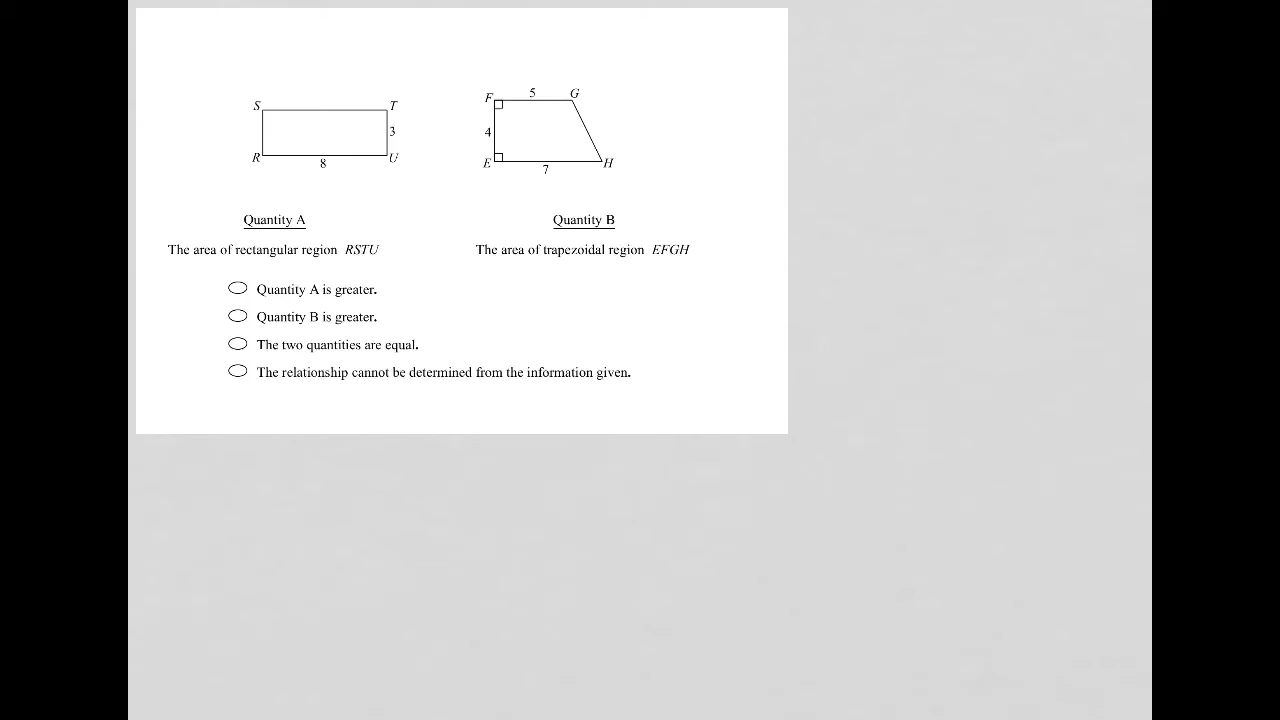 S T F 5 G
3 4
R 8 U E 7 H
Quantity A Quantity B
The area of rectangular region RSTU The area of trapezoidal region EFGH
Quantity A is greater.
Quantity B is greater.
The two quantities are equal.
The relationship cannot be determined from the information given.